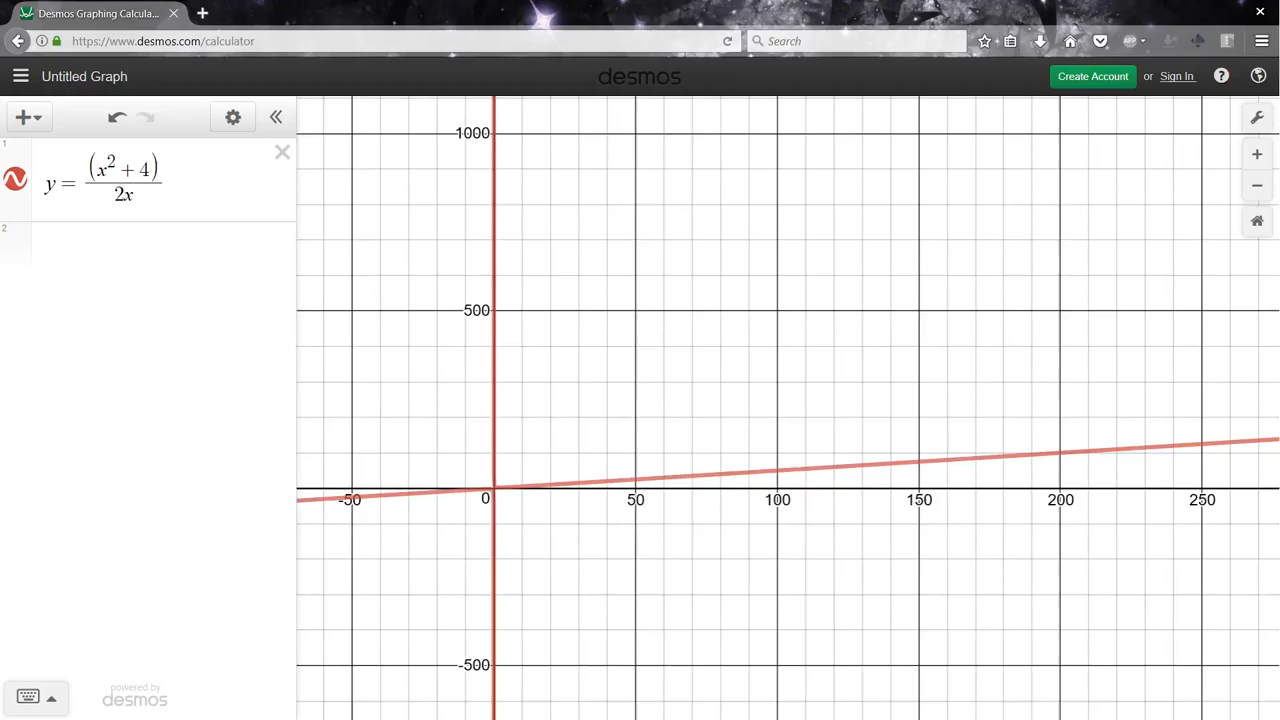 Desmos Graphing Calcula...
https://www.desmos.com/calculator
Search
ABP
Untitled Graph
desmos
Create Account or Sign In
1
y = (x² + 4) / 2x
2
1000
500
-50 0 50 100 150 200 250
-500
powered by
desmos